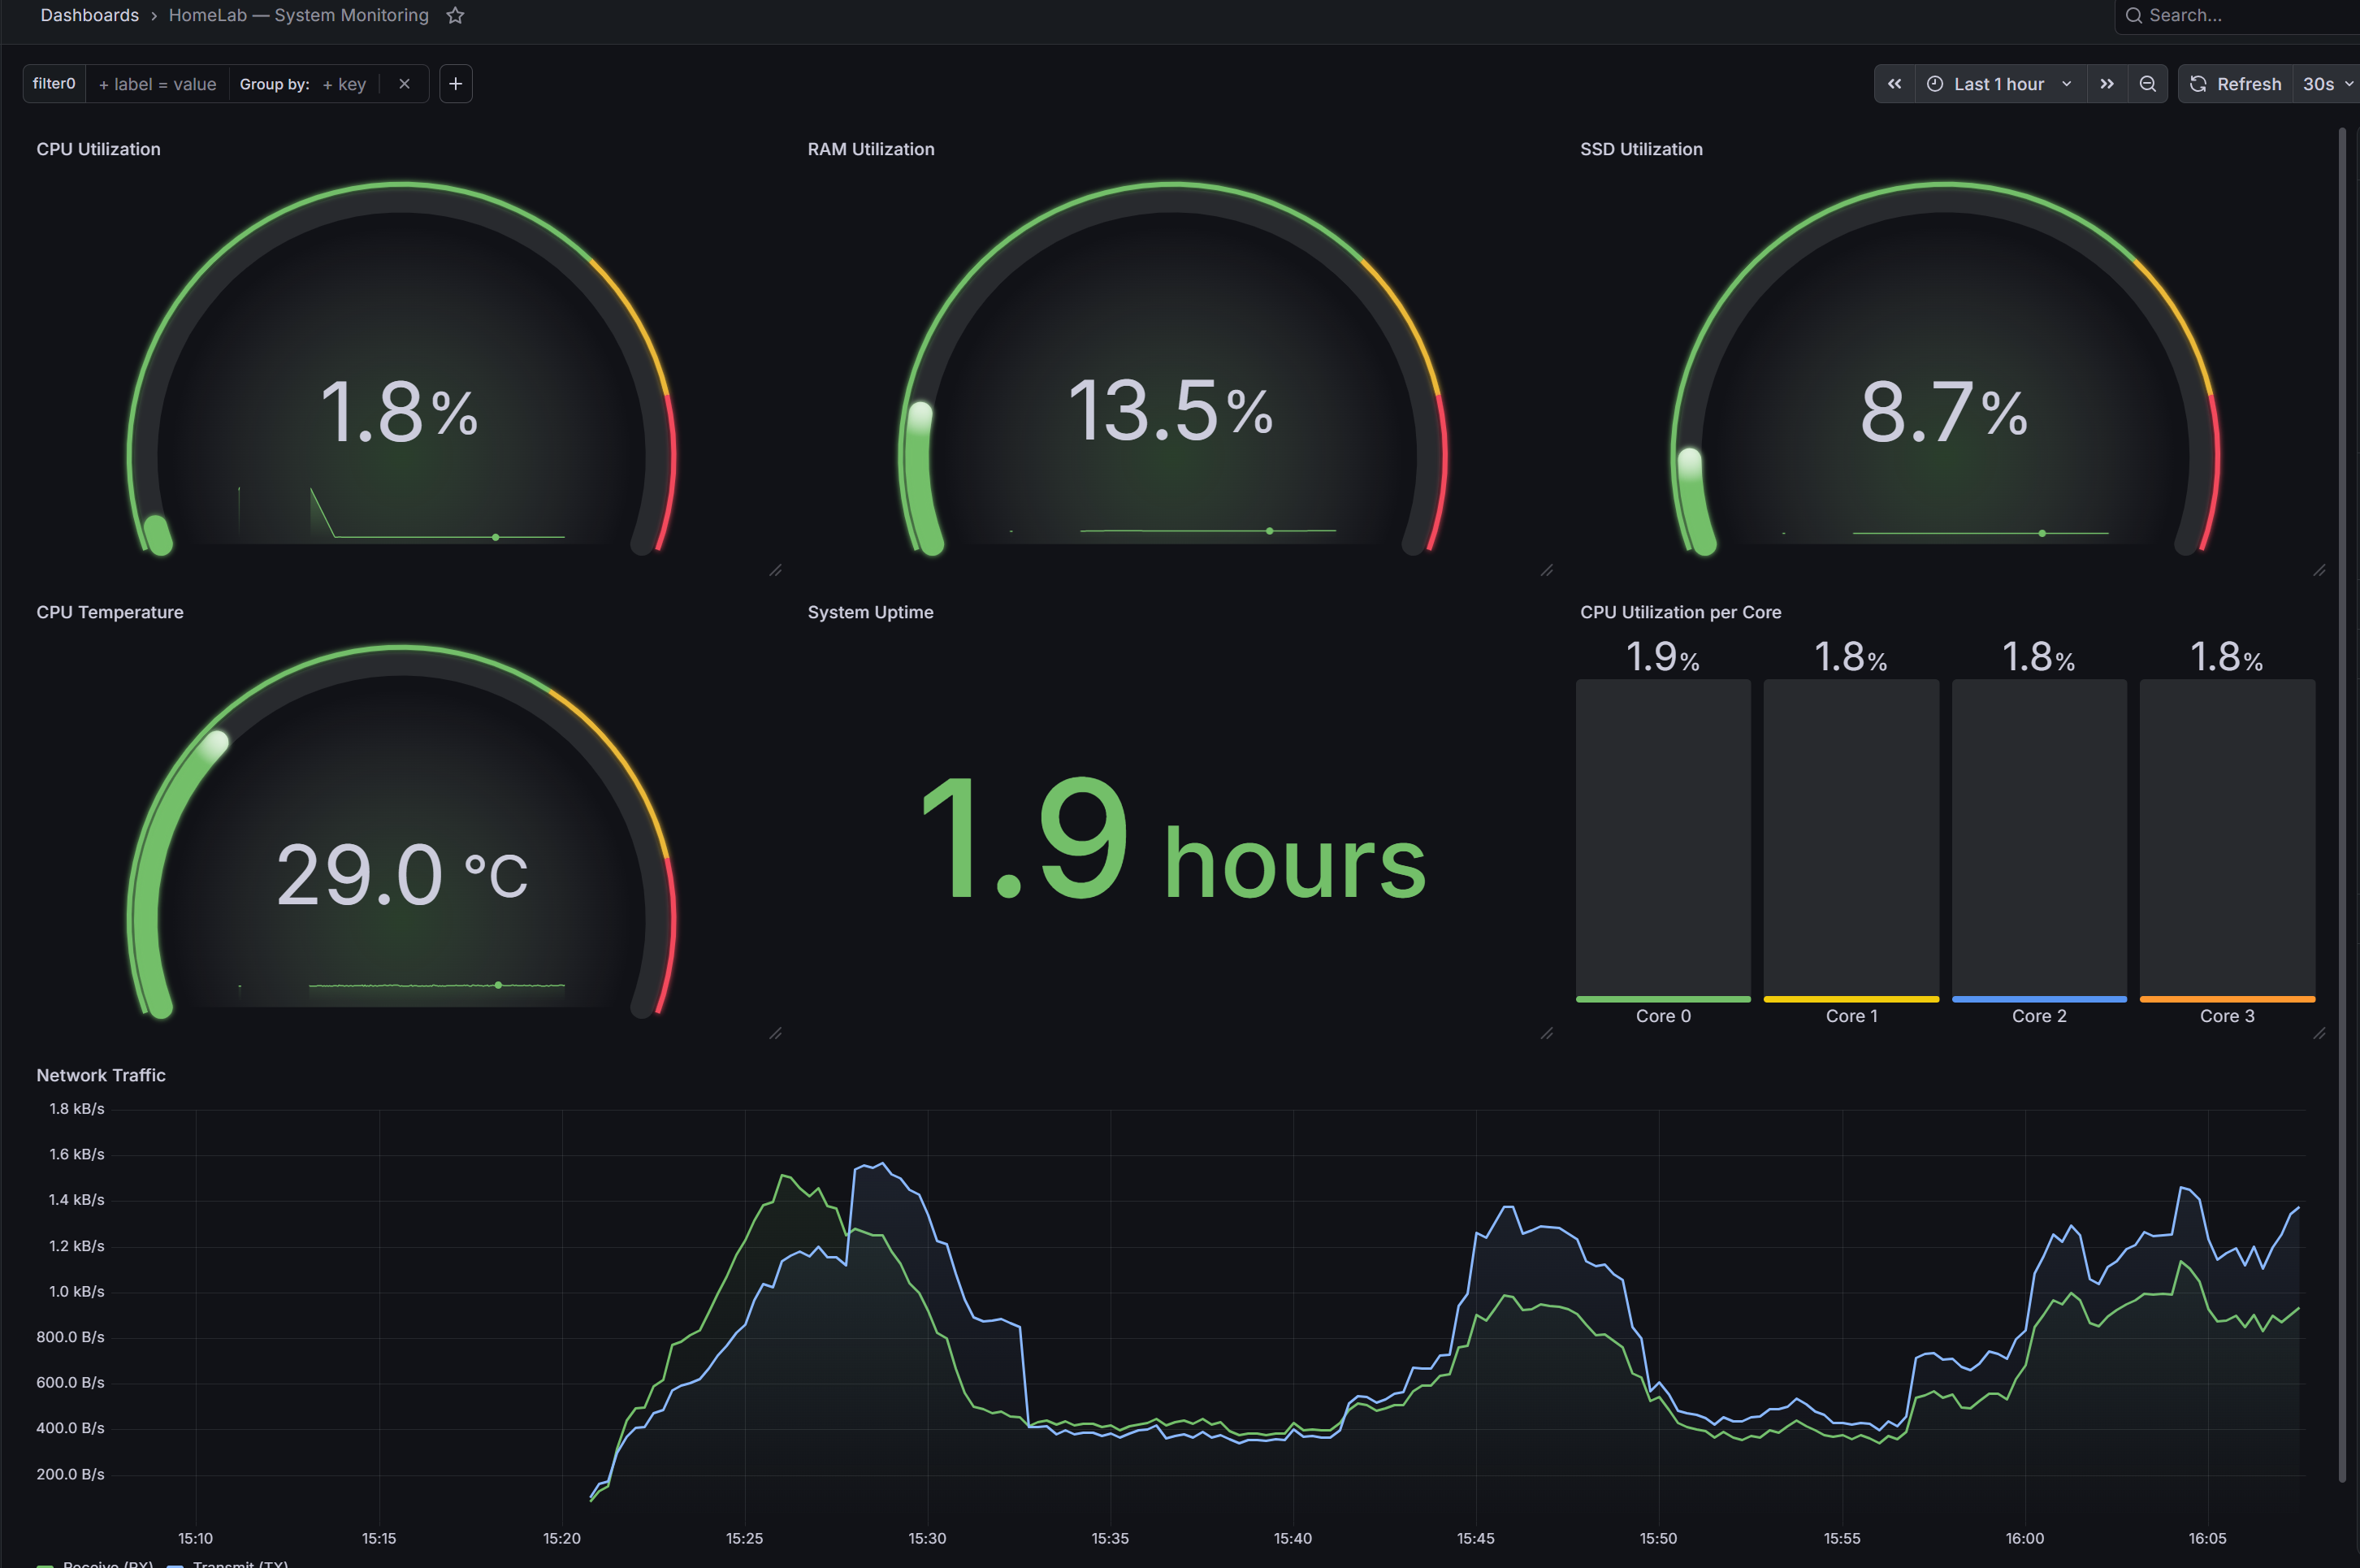 Dashboards › HomeLab — System Monitoring
Search...
filter0 + label = value Group by: + key
Last 1 hour Refresh 30s
CPU Utilization
1.8%
RAM Utilization
13.5%
SSD Utilization
8.7%
CPU Temperature
29.0 °C
System Uptime
1.9 hours
CPU Utilization per Core
1.9% 1.8% 1.8% 1.8%
Core 0 Core 1 Core 2 Core 3
Network Traffic
1.8 kB/s
1.6 kB/s
1.4 kB/s
1.2 kB/s
1.0 kB/s
800.0 B/s
600.0 B/s
400.0 B/s
200.0 B/s
15:10 15:15 15:20 15:25 15:30 15:35 15:40 15:45 15:50 15:55 16:00 16:05
Receive (RX) Transmit (TX)